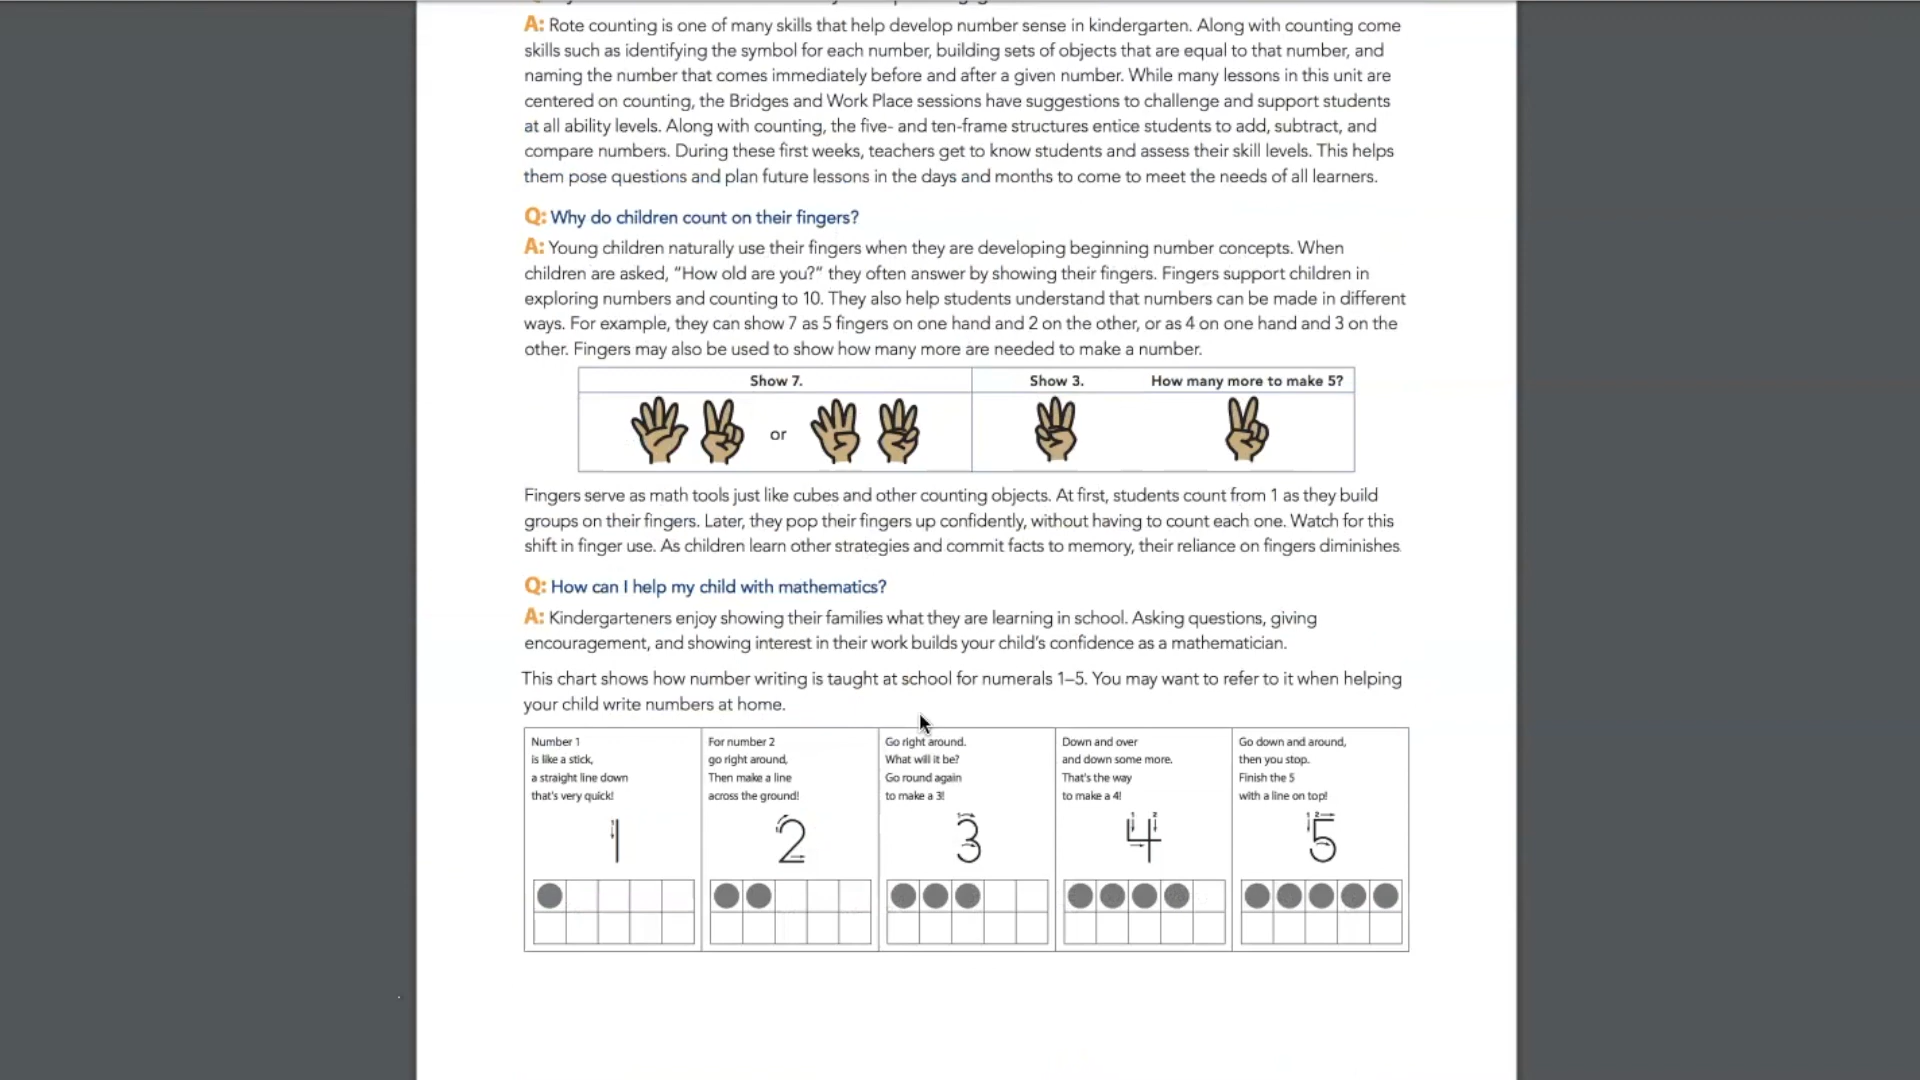 A: Rote counting is one of many skills that help develop number sense in kindergarten. Along with counting come
skills such as identifying the symbol for each number, building sets of objects that are equal to that number, and
naming the number that comes immediately before and after a given number. While many lessons in this unit are
centered on counting, the Bridges and Work Place sessions have suggestions to challenge and support students
at all ability levels. Along with counting, the five- and ten-frame structures entice students to add, subtract, and
compare numbers. During these first weeks, teachers get to know students and assess their skill levels. This helps
them pose questions and plan future lessons in the days and months to come to meet the needs of all learners.
Q: Why do children count on their fingers?
A: Young children naturally use their fingers when they are developing beginning number concepts. When
children are asked, “How old are you?” they often answer by showing their fingers. Fingers support children in
exploring numbers and counting to 10. They also help students understand that numbers can be made in different
ways. For example, they can show 7 as 5 fingers on one hand and 2 on the other, or as 4 on one hand and 3 on the
other. Fingers may also be used to show how many more are needed to make a number.
Show 7.
or
Show 3.
How many more to make 5?
Fingers serve as math tools just like cubes and other counting objects. At first, students count from 1 as they build
groups on their fingers. Later, they pop their fingers up confidently, without having to count each one. Watch for this
shift in finger use. As children learn other strategies and commit facts to memory, their reliance on fingers diminishes
Q: How can I help my child with mathematics?
A: Kindergarteners enjoy showing their families what they are learning in school. Asking questions, giving
encouragement, and showing interest in their work builds your child’s confidence as a mathematician.
This chart shows how number writing is taught at school for numerals 1–5. You may want to refer to it when helping
your child write numbers at home.
Number 1
is like a stick,
a straight line down
that's very quick!
1
For number 2
go right around,
Then make a line
across the ground!
2
Go right around.
What will it be?
Go round again
to make a 3!
3
Down and over
and down some more.
That's the way
to make a 4!
1 2
4
Go down and around,
then you stop.
Finish the 5
with a line on top!
1 2
5